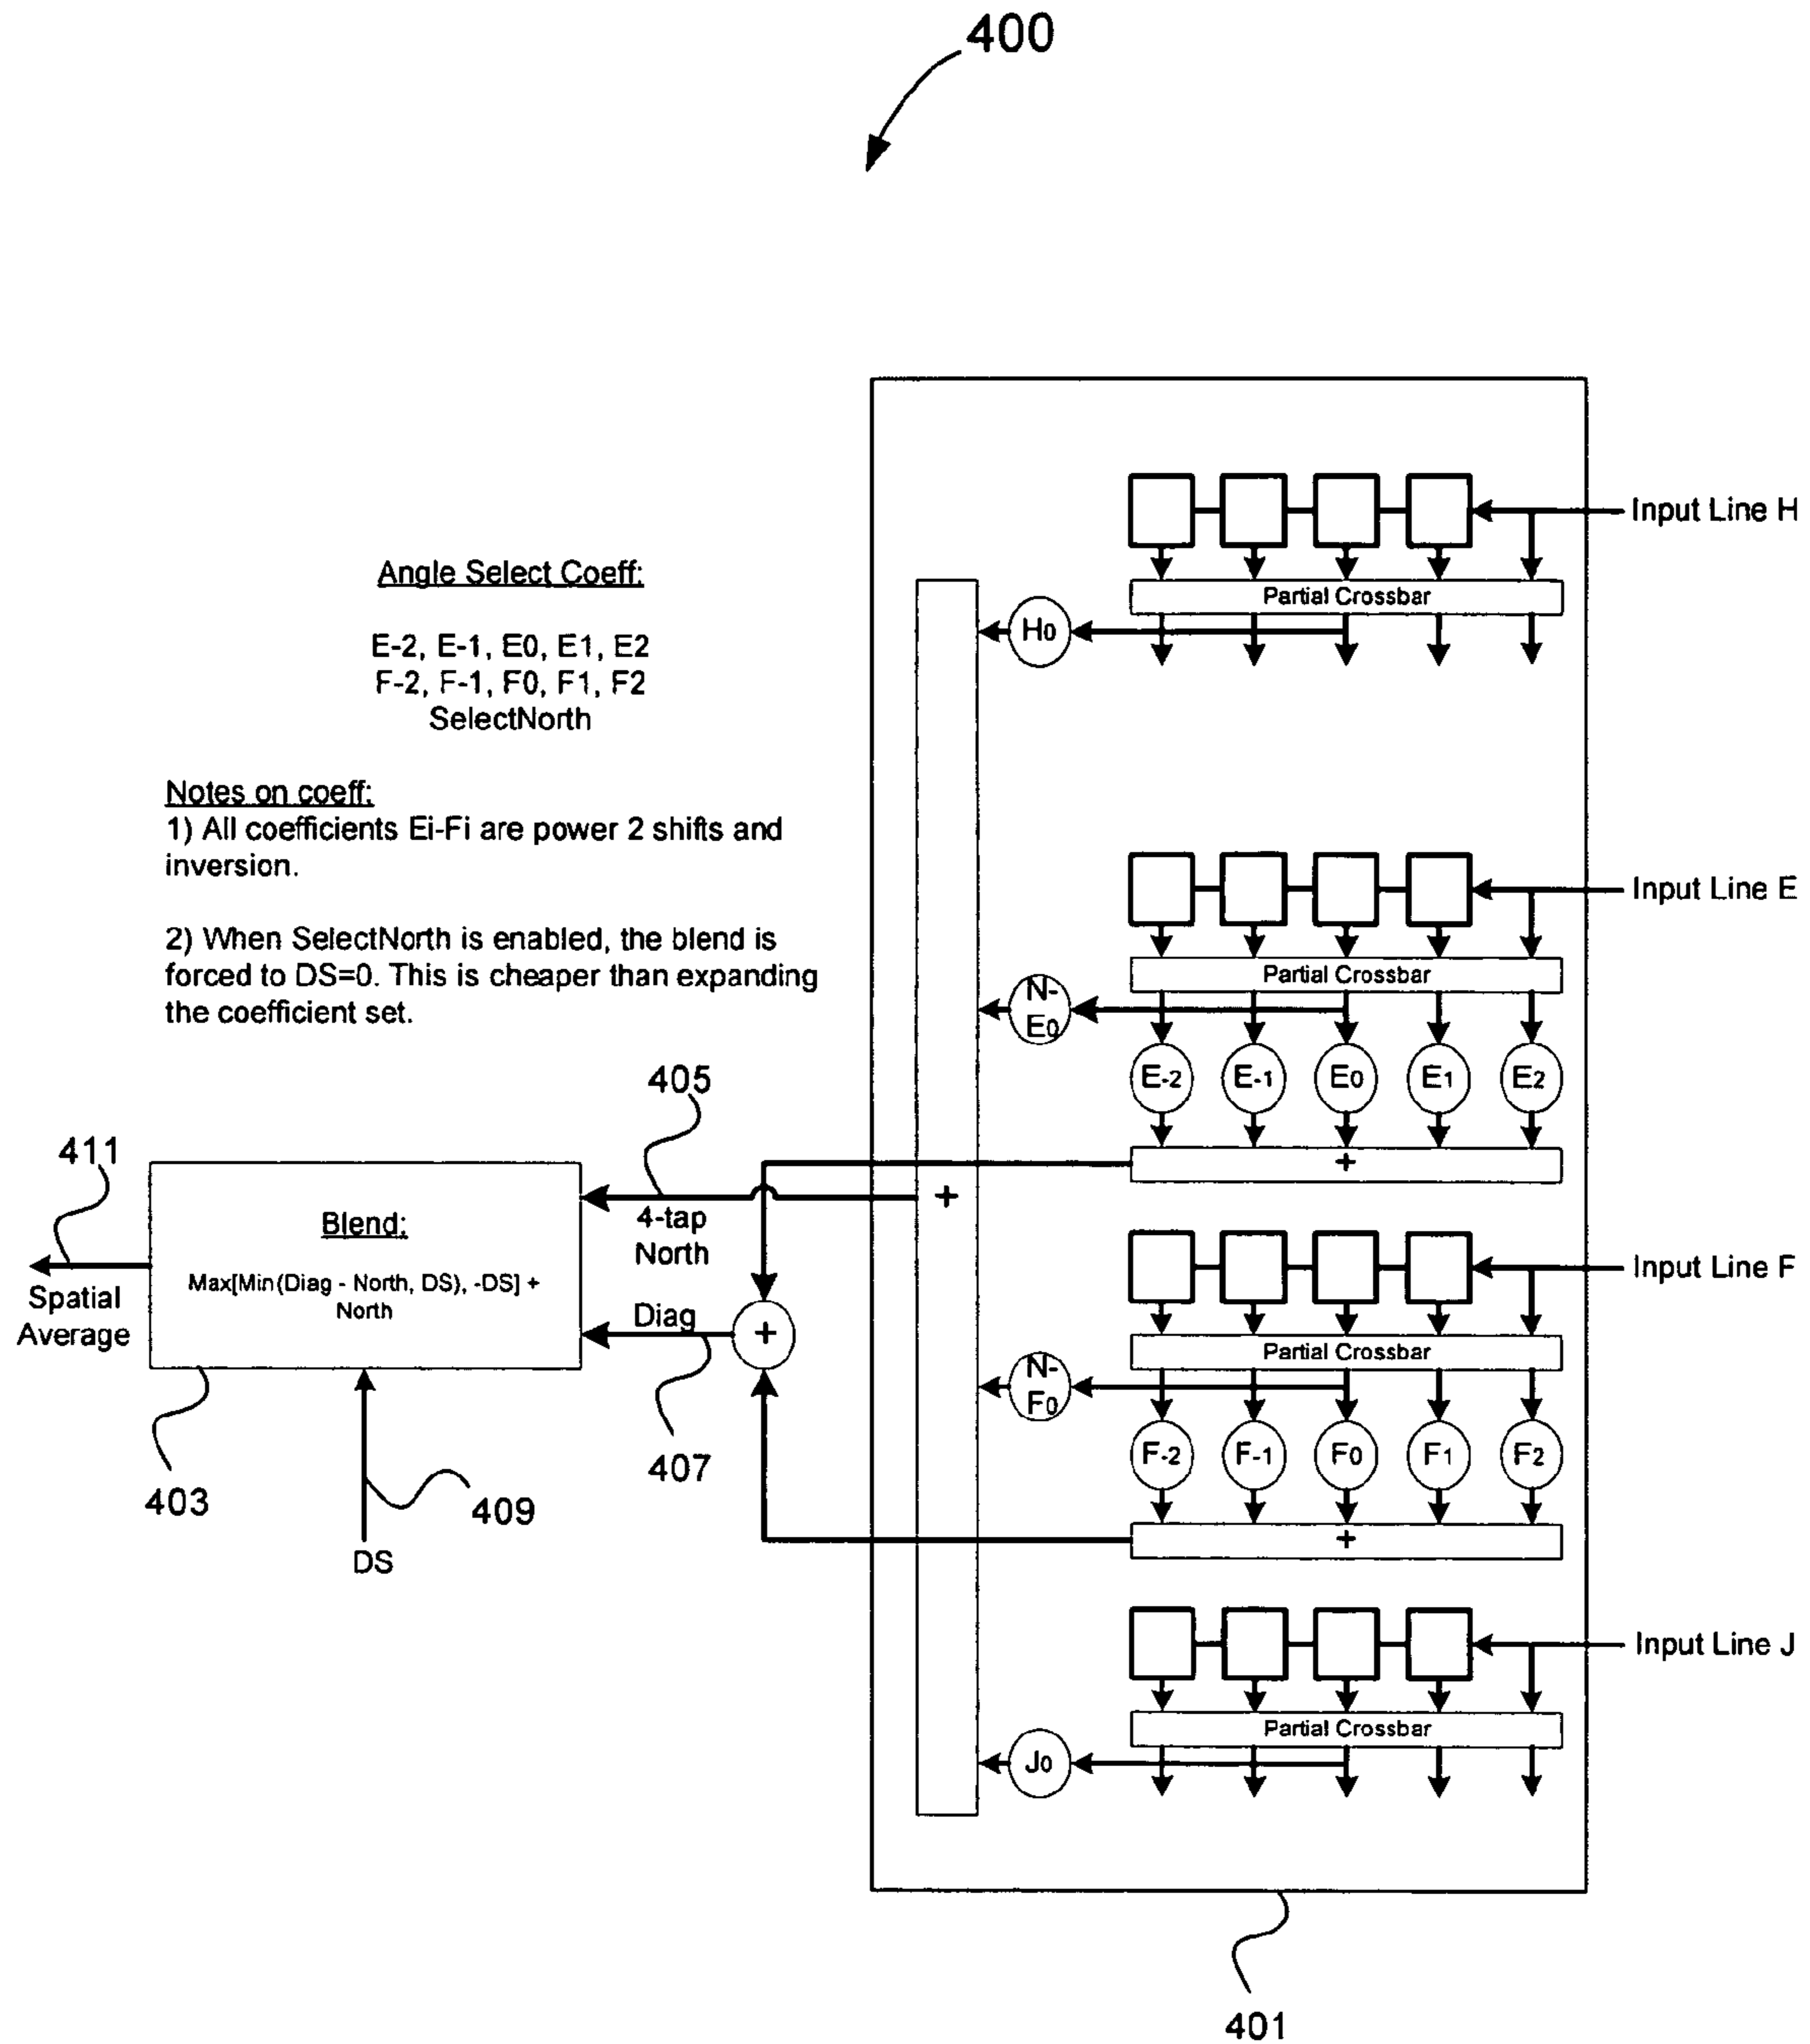 400
Input Line H
Partial Crossbar
H0
Angle Select Coeff:
E-2, E-1, E0, E1, E2
F-2, F-1, F0, F1, F2
SelectNorth
Notes on coeff:
1) All coefficients Ei-Fi are power 2 shifts and
inversion.
2) When SelectNorth is enabled, the blend is
forced to DS=0. This is cheaper than expanding
the coefficient set.
Input Line E
Partial Crossbar
N-
E0
E-2 E-1 E0 E1 E2
+
405
411
+
4-tap
North
Blend:
Max[Min(Diag - North, DS), -DS] +
North
Spatial
Average
Diag
+
407
403
409
DS
Input Line F
Partial Crossbar
N-
F0
F-2 F-1 F0 F1 F2
+
Input Line J
Partial Crossbar
J0
401